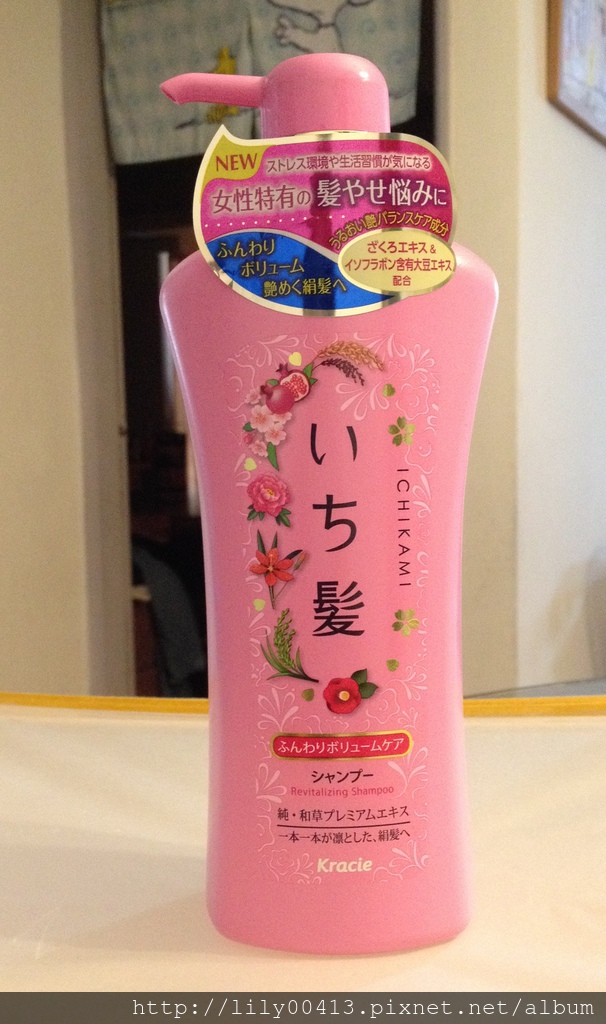 NEW ストレス環境や生活習慣が気になる
女性特有の髪やせ悩みに
うるおい艶バランスケア成分
ざくろエキス&
イソフラボン含有大豆エキス
配合
ふんわり
ボリューム
艶めく絹髪へ
いち髪
ICHIKAMI
ふんわりボリュームケア
シャンプー
Revitalizing Shampoo
純・和草プレミアムエキス
一本一本が凛とした、絹髪へ
Kracie
http://lily00413.pixnet.net/album